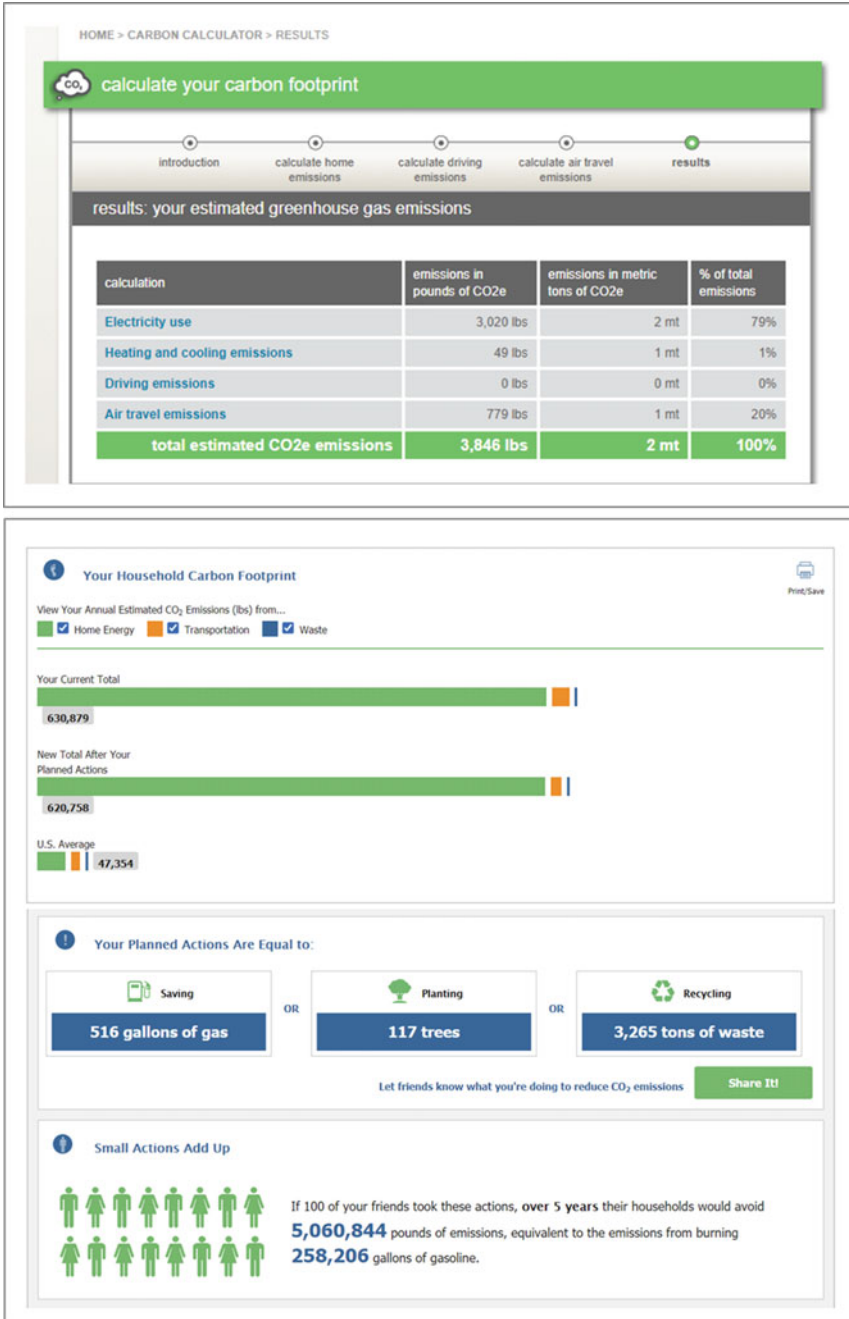 HOME > CARBON CALCULATOR > RESULTS
CO₂ calculate your carbon footprint
introduction
calculate home
emissions
calculate driving
emissions
calculate air travel
emissions
results
results: your estimated greenhouse gas emissions
calculation
emissions in
pounds of CO2e
emissions in metric
tons of CO2e
% of total
emissions
Electricity use 3,020 lbs 2 mt 79%
Heating and cooling emissions 49 lbs 1 mt 1%
Driving emissions 0 lbs 0 mt 0%
Air travel emissions 779 lbs 1 mt 20%
total estimated CO2e emissions 3,846 lbs 2 mt 100%
Your Household Carbon Footprint
Print/Save
View Your Annual Estimated CO₂ Emissions (lbs) from...
Home Energy Transportation Waste
Your Current Total
630,879
New Total After Your
Planned Actions
620,758
U.S. Average
47,354
Your Planned Actions Are Equal to:
Saving
516 gallons of gas
OR
Planting
117 trees
OR
Recycling
3,265 tons of waste
Let friends know what you're doing to reduce CO₂ emissions
Share It!
Small Actions Add Up
If 100 of your friends took these actions, over 5 years their households would avoid
5,060,844 pounds of emissions, equivalent to the emissions from burning
258,206 gallons of gasoline.